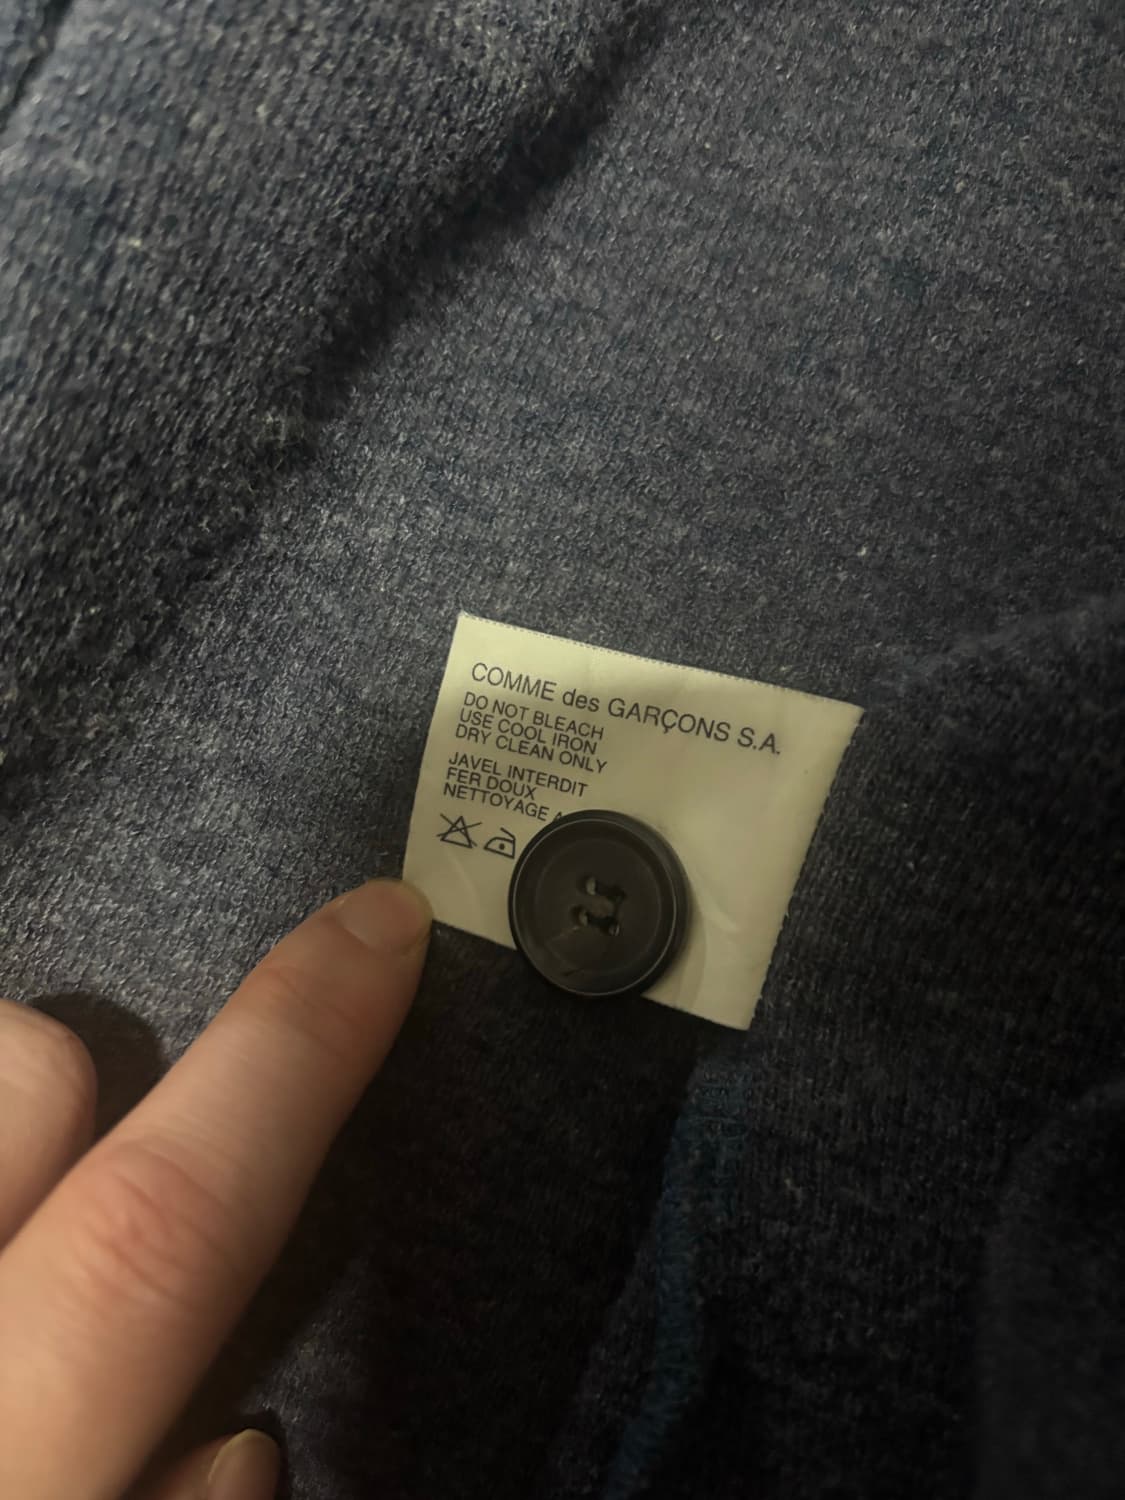 COMME des GARÇONS S.A.
DO NOT BLEACH
USE COOL IRON
DRY CLEAN ONLY
JAVEL INTERDIT
FER DOUX
NETTOYAGE